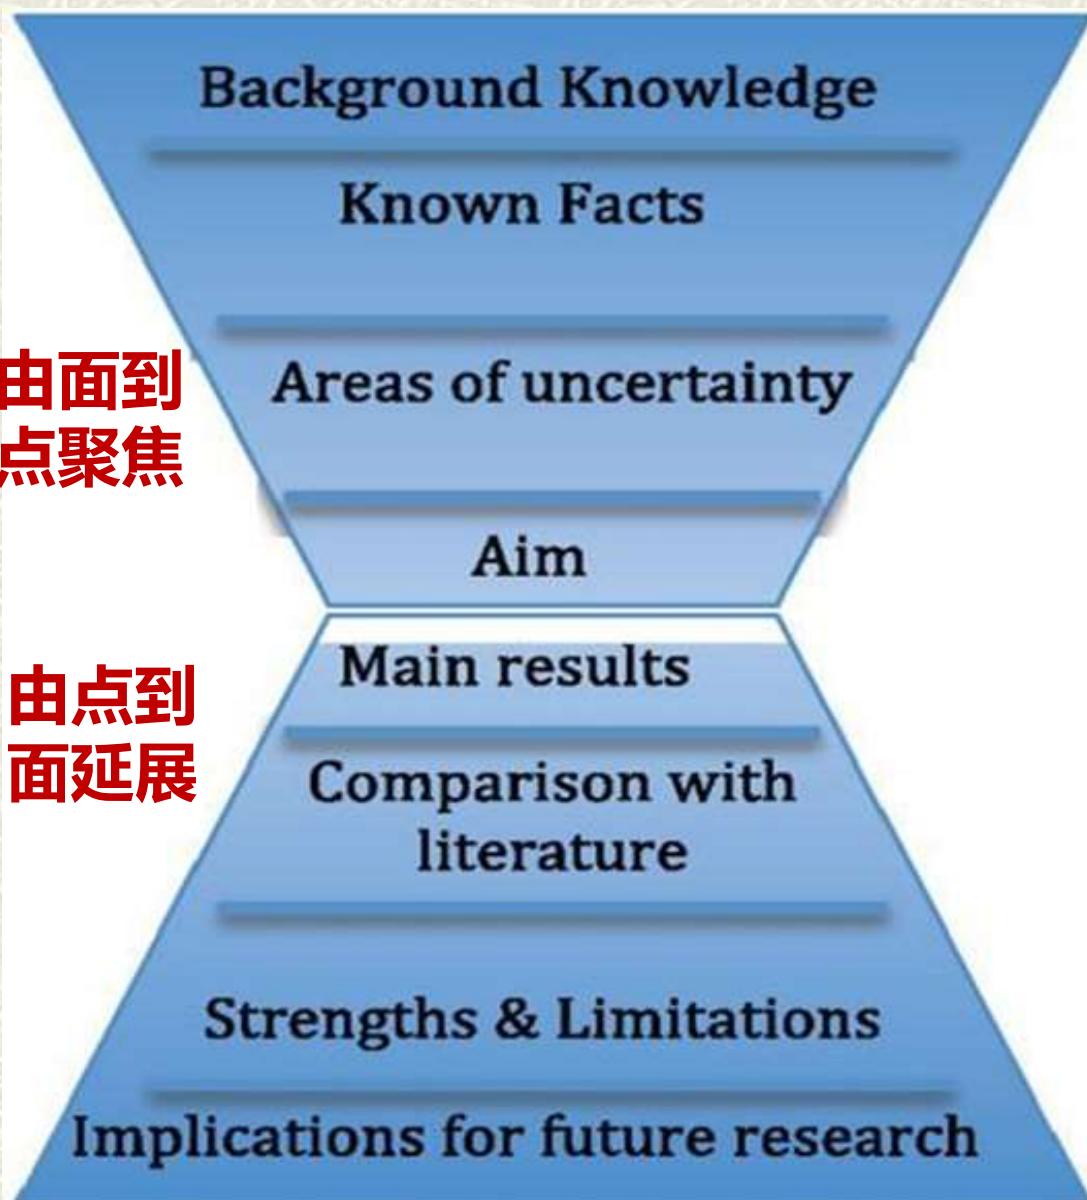 Background Knowledge
Known Facts
由面到
点聚焦
Areas of uncertainty
Aim
由点到
面延展
Main results
Comparison with
literature
Strengths & Limitations
Implications for future research